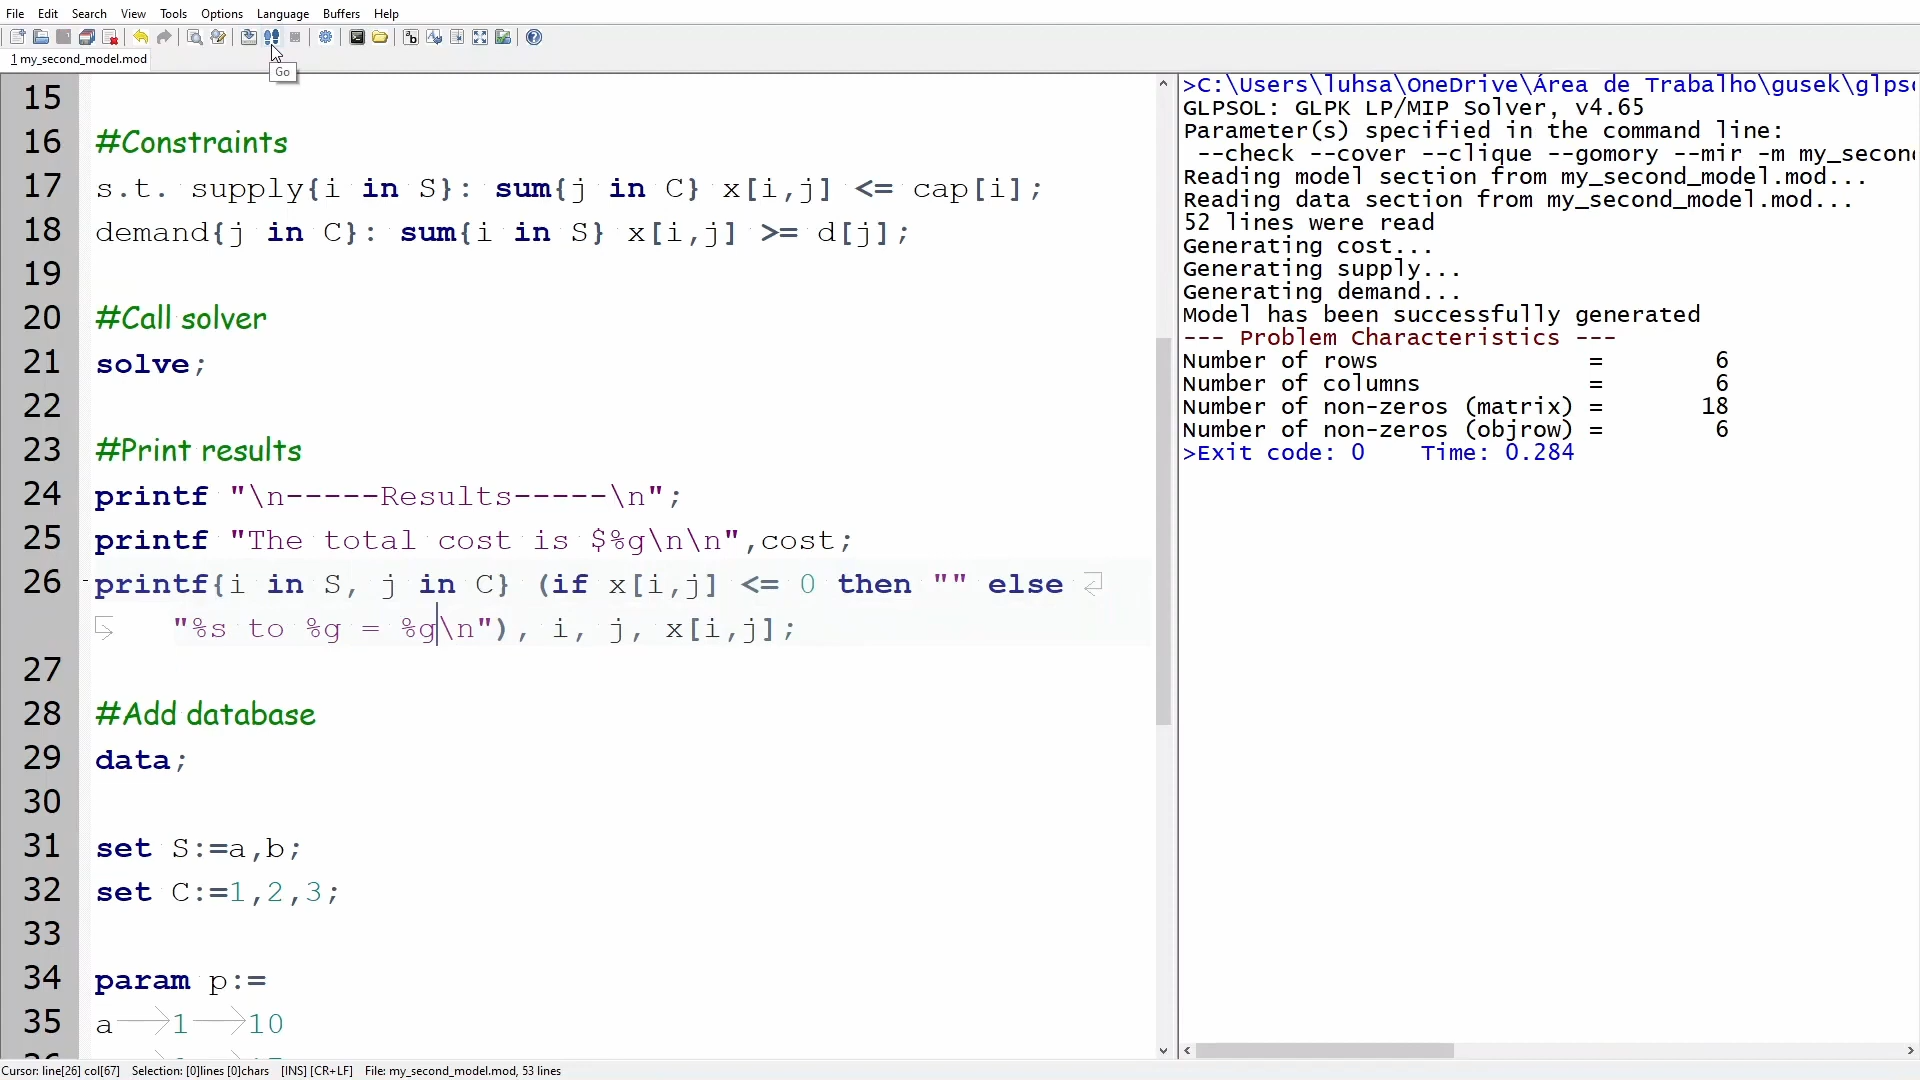 File Edit Search View Tools Options Language Buffers Help
1 my_second_model.mod
Go
15
16 #Constraints
17 s.t. supply{i in S}: sum{j in C} x[i,j] <= cap[i];
18 demand{j in C}: sum{i in S} x[i,j] >= d[j];
19
20 #Call solver
21 solve;
22
23 #Print results
24 printf "\n-----Results-----\n";
25 printf "The total cost is $%g\n\n",cost;
26 printf{i in S, j in C} (if x[i,j] <= 0 then "" else
"%s to %g = %g\n"), i, j, x[i,j];
27
28 #Add database
29 data;
30
31 set S:=a,b;
32 set C:=1,2,3;
33
34 param p:=
35 a 1 10
>C:\Users\luhsa\OneDrive\Área de Trabalho\gusek\glps
GLPSOL: GLPK LP/MIP Solver, v4.65
Parameter(s) specified in the command line:
--check --cover --clique --gomory --mir -m my_secon
Reading model section from my_second_model.mod...
Reading data section from my_second_model.mod...
52 lines were read
Generating cost...
Generating supply...
Generating demand...
Model has been successfully generated
--- Problem Characteristics ---
Number of rows = 6
Number of columns = 6
Number of non-zeros (matrix) = 18
Number of non-zeros (objrow) = 6
>Exit code: 0 Time: 0.284
Cursor: line[26] col[67] Selection: [0]lines [0]chars [INS] [CR+LF] File: my_second_model.mod, 53 lines